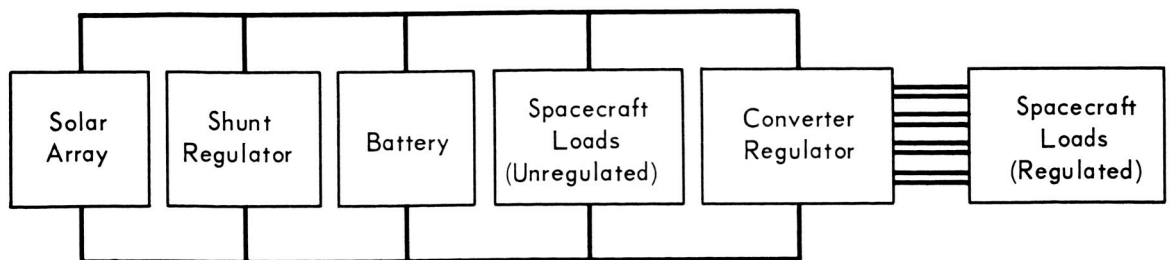 Solar
Array
Shunt
Regulator
Battery
Spacecraft
Loads
(Unregulated)
Converter
Regulator
Spacecraft
Loads
(Regulated)